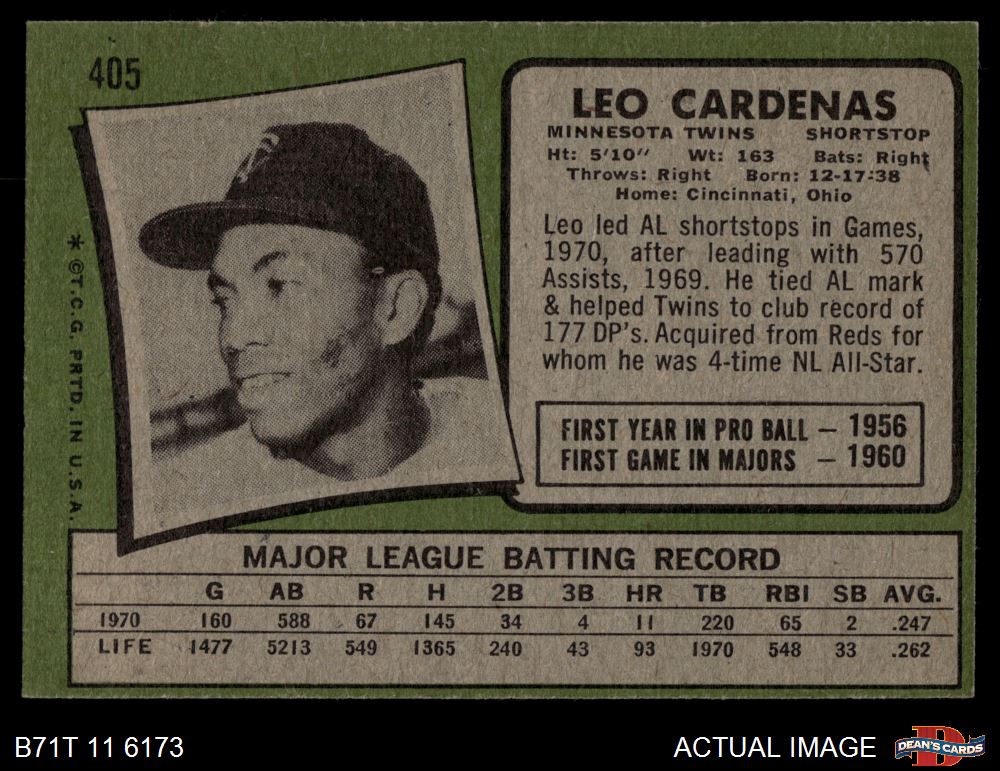 405
LEO CARDENAS
MINNESOTA TWINS SHORTSTOP
Ht: 5'10" Wt: 163 Bats: Right
Throws: Right Born: 12-17-38
Home: Cincinnati, Ohio
Leo led AL shortstops in Games,
1970, after leading with 570
Assists, 1969. He tied AL mark
& helped Twins to club record of
177 DP's. Acquired from Reds for
whom he was 4-time NL All-Star.
FIRST YEAR IN PRO BALL — 1956
FIRST GAME IN MAJORS — 1960
* ©T.C.G. PRTD. IN U.S.A.
MAJOR LEAGUE BATTING RECORD
G AB R H 2B 3B HR TB RBI SB AVG.
1970 160 588 67 145 34 4 11 220 65 2 .247
LIFE 1477 5213 549 1365 240 43 93 1970 548 33 .262
B71T 11 6173
ACTUAL IMAGE
DEAN'S CARDS